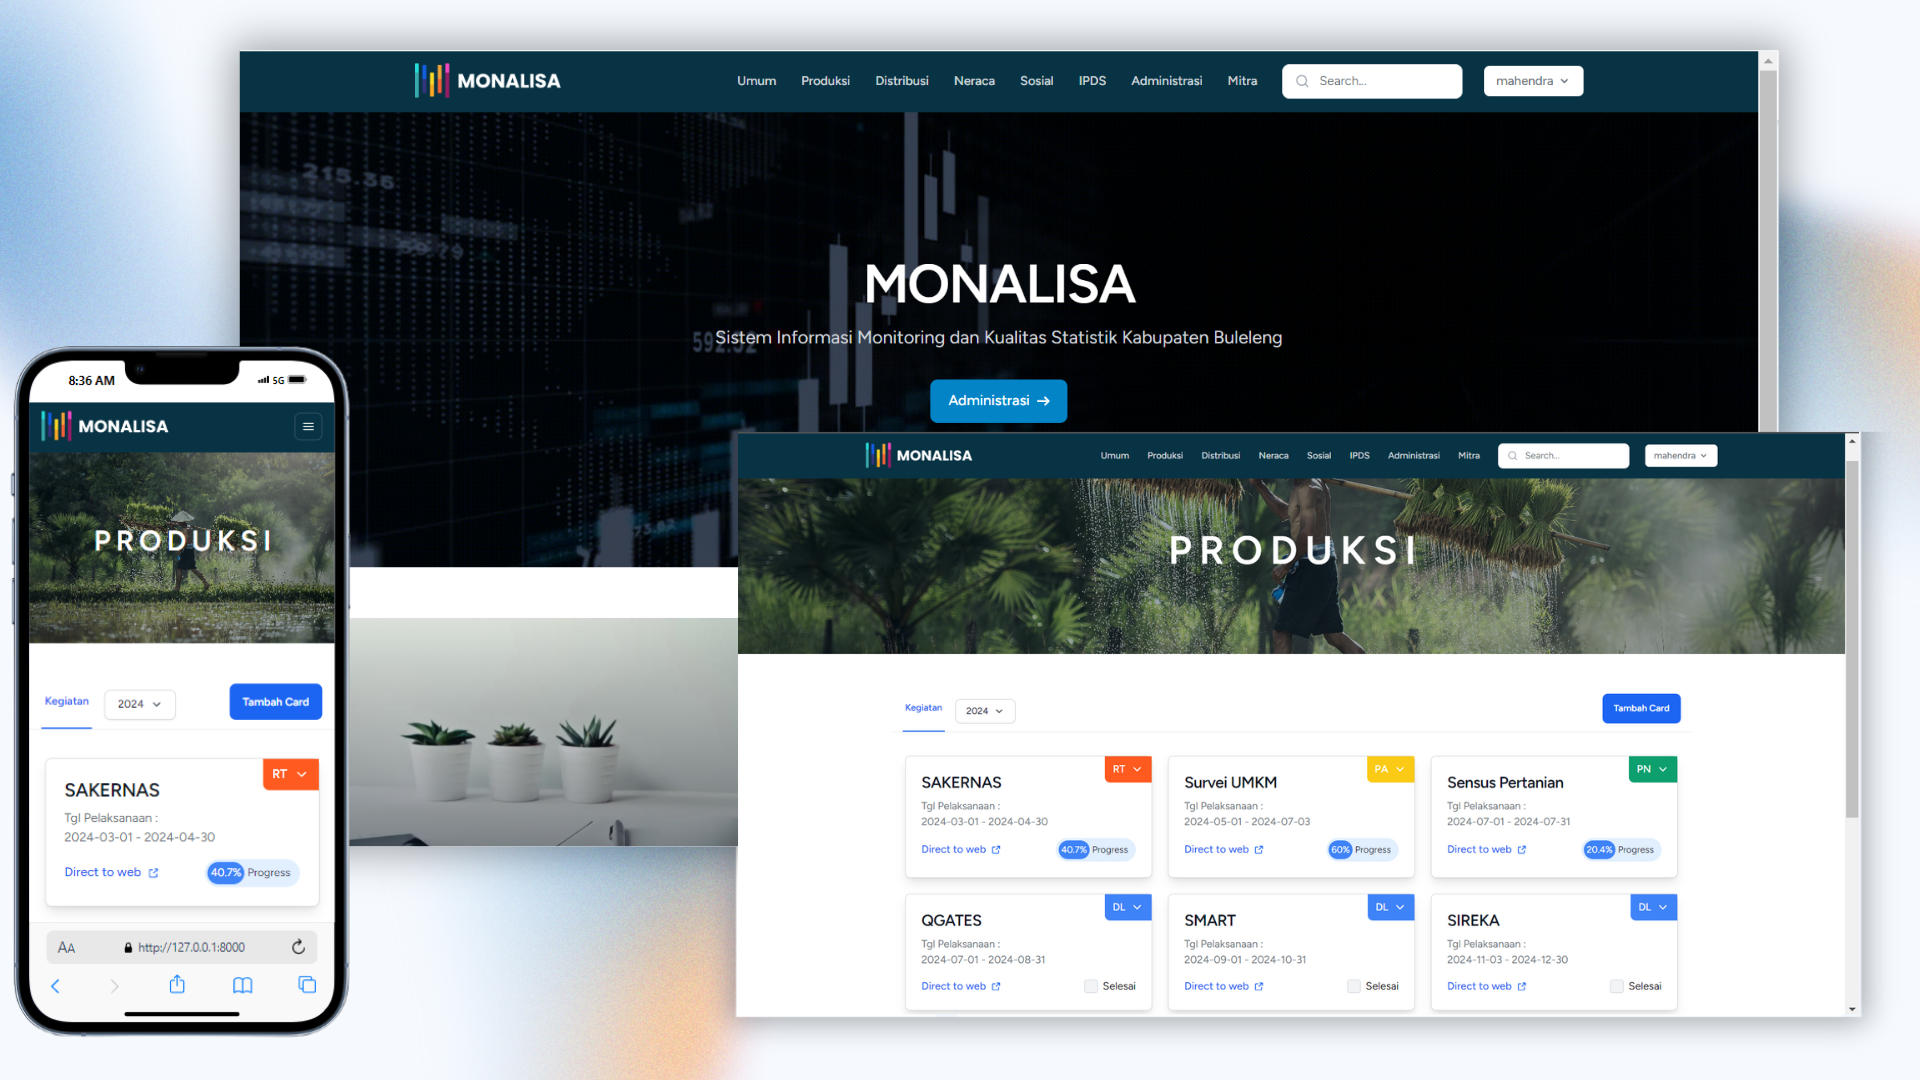 MONALISA
Umum Produksi Distribusi Neraca Sosial IPDS Administrasi Mitra Search... mahendra
215.36
59.79
MONALISA
592.32
Sistem Informasi Monitoring dan Kualitas Statistik Kabupaten Buleleng
Administrasi →
73.82
8:36 AM 5G
MONALISA
PRODUKSI
Kegiatan 2024 Tambah Card
SAKERNAS RT
Tgl Pelaksanaan :
2024-03-01 - 2024-04-30
Direct to web 40.7% Progress
AA http://127.0.0.1:8000
MONALISA Umum Produksi Distribusi Neraca Sosial IPDS Administrasi Mitra Search... mahendra
PRODUKSI
Kegiatan 2024 Tambah Card
SAKERNAS RT
Tgl Pelaksanaan :
2024-03-01 - 2024-04-30
Direct to web 40.7% Progress
Survei UMKM PA
Tgl Pelaksanaan :
2024-05-01 - 2024-07-03
Direct to web 60% Progress
Sensus Pertanian PN
Tgl Pelaksanaan :
2024-07-01 - 2024-07-31
Direct to web 20.4% Progress
QGATES DL
Tgl Pelaksanaan :
2024-07-01 - 2024-08-31
Direct to web Selesai
SMART DL
Tgl Pelaksanaan :
2024-09-01 - 2024-10-31
Direct to web Selesai
SIREKA DL
Tgl Pelaksanaan :
2024-11-03 - 2024-12-30
Direct to web Selesai